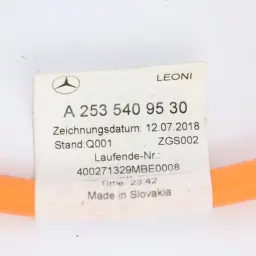 LEONI
A 253 540 95 30
Zeichnungsdatum: 12.07.2018
Stand:Q001 ZGS002
Laufende-Nr.:
400271329MBE0008
Time: 23:42
Made in Slovakia